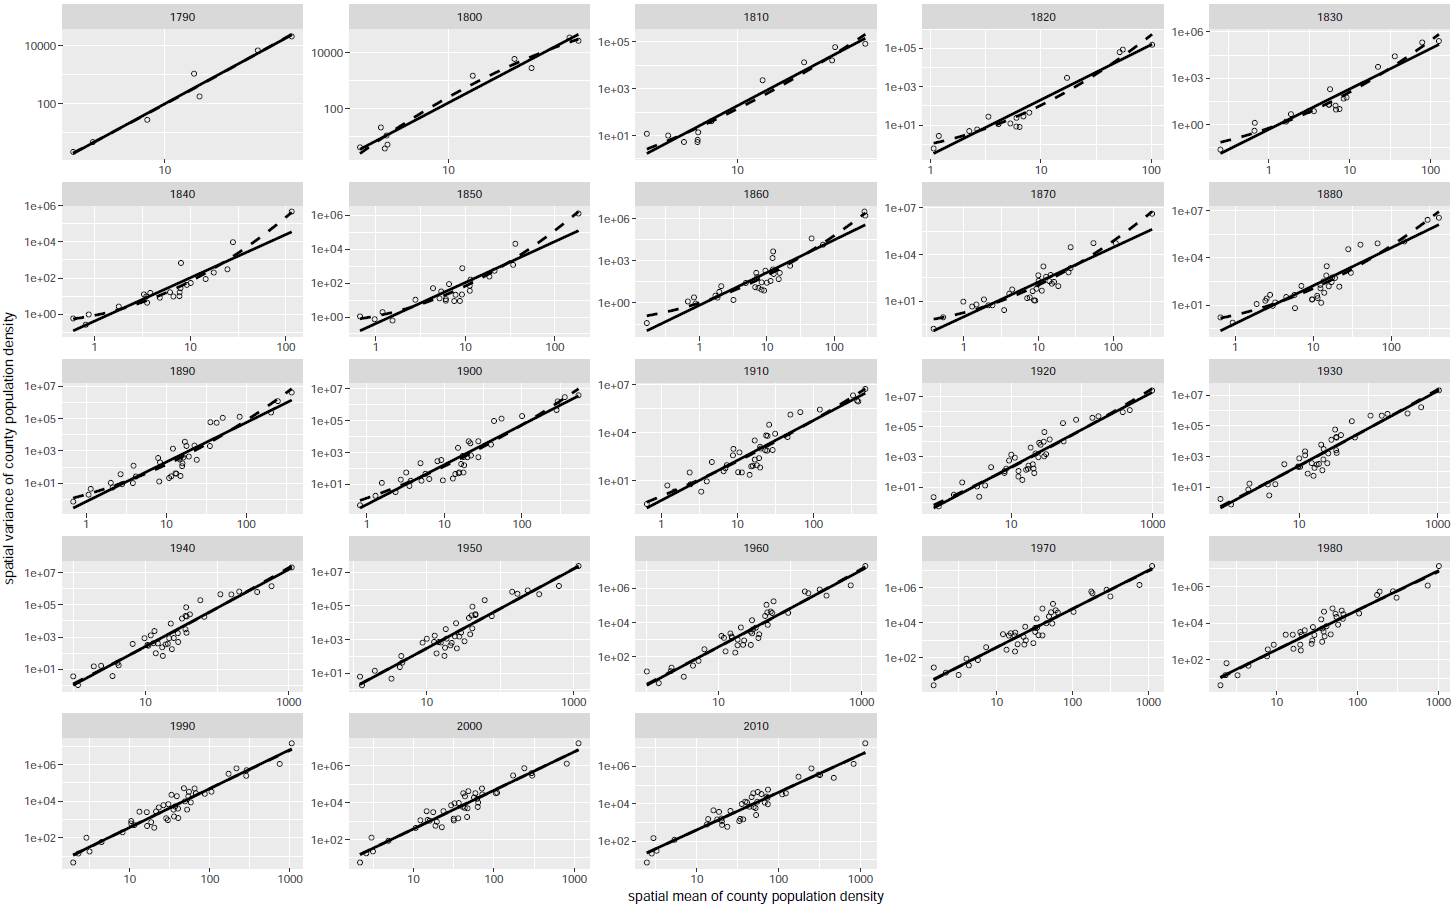 spatial variance of county population density
1790 1800 1810 1820 1830
10000 10000 1e+05 1e+05 1e+06
100 100 1e+03 1e+03 1e+03
1e+01 1e+01 1e+00
10 10 10 1 10 100 1 10 100
1840 1850 1860 1870 1880
1e+06 1e+06 1e+06 1e+07 1e+07
1e+04 1e+04 1e+03 1e+04 1e+04
1e+02 1e+02 1e+00 1e+01 1e+01
1e+00 1e+00
1 10 100 1 10 100 1 10 100 1 10 100 1 10 100
1890 1900 1910 1920 1930
1e+07 1e+07 1e+07 1e+07 1e+07
1e+05 1e+05 1e+04 1e+05 1e+05
1e+03 1e+03 1e+01 1e+03 1e+03
1e+01 1e+01 1e+01 1e+01
1 10 100 1 10 100 1 10 100 10 1000 10 1000
1940 1950 1960 1970 1980
1e+07 1e+07 1e+06 1e+06 1e+06
1e+05 1e+05 1e+04 1e+04 1e+04
1e+03 1e+03 1e+02 1e+02 1e+02
1e+01 1e+01
10 1000 10 1000 10 1000 10 100 1000 10 100 1000
1990 2000 2010
1e+06 1e+06 1e+06
1e+04 1e+04 1e+04
1e+02 1e+02 1e+02
10 100 1000 10 100 1000 10 100 1000
spatial mean of county population density